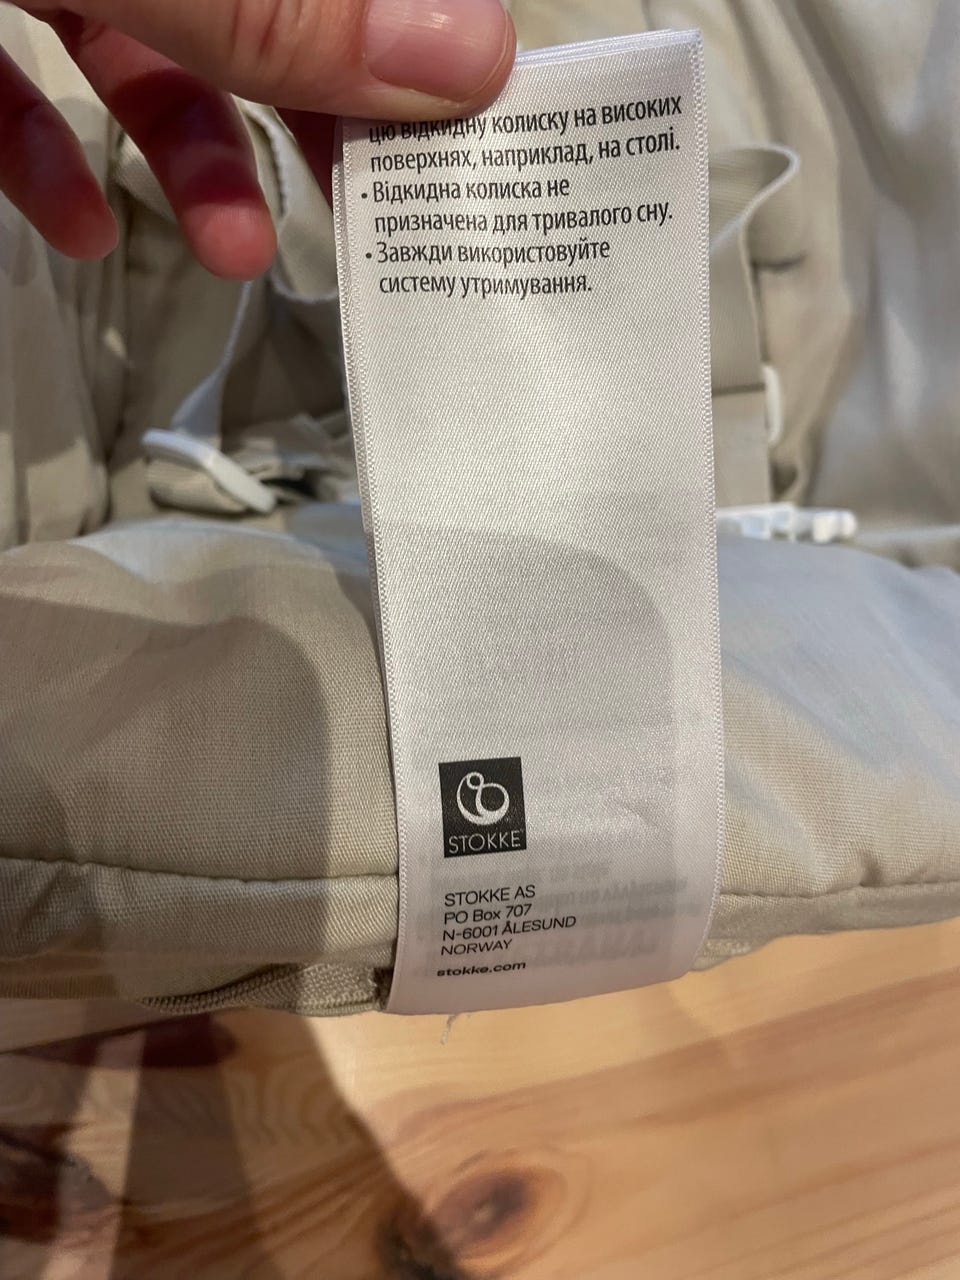 цю відкидну колиску на високих
поверхнях, наприклад, на столі.
• Відкидна колиска не
призначена для тривалого сну.
• Завжди використовуйте
систему утримування.
STOKKE
STOKKE AS
PO Box 707
N-6001 ÅLESUND
NORWAY
stokke.com